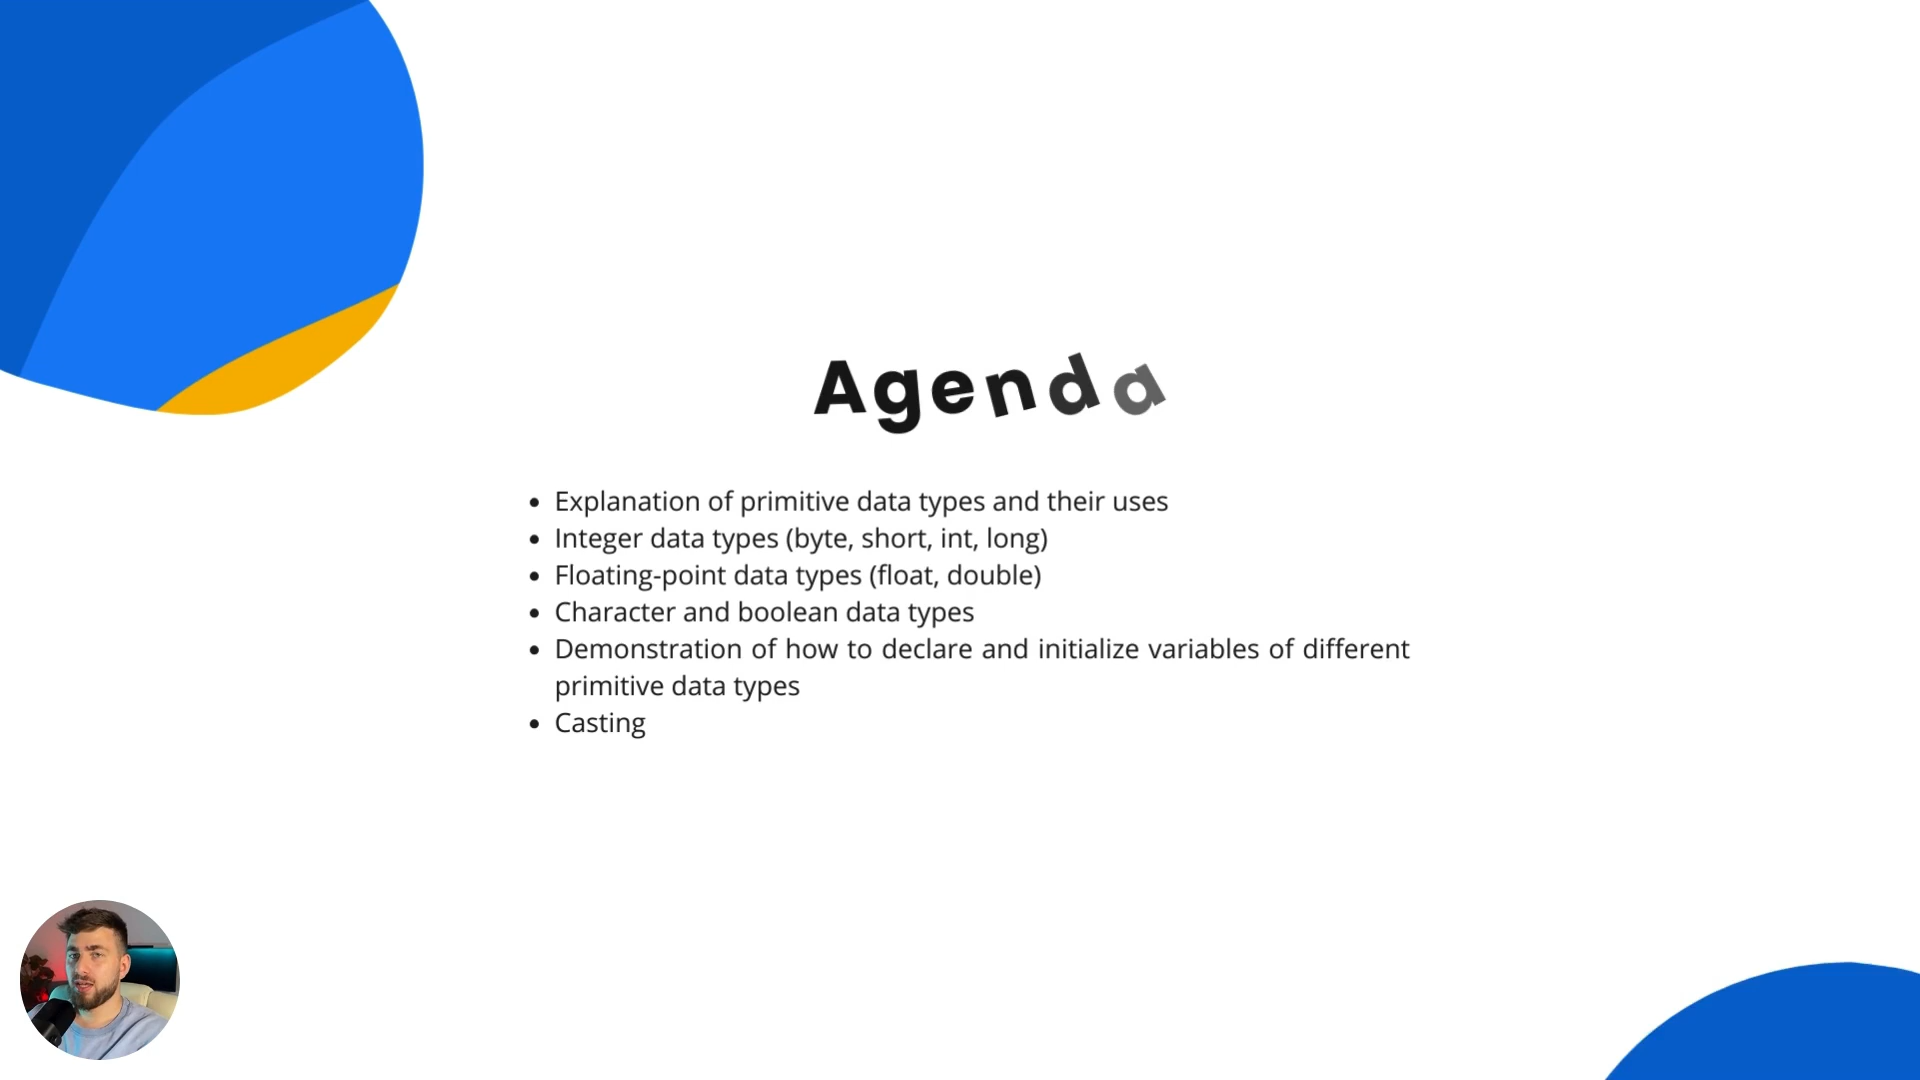 Agenda
• Explanation of primitive data types and their uses
• Integer data types (byte, short, int, long)
• Floating-point data types (float, double)
• Character and boolean data types
• Demonstration of how to declare and initialize variables of different
primitive data types
• Casting